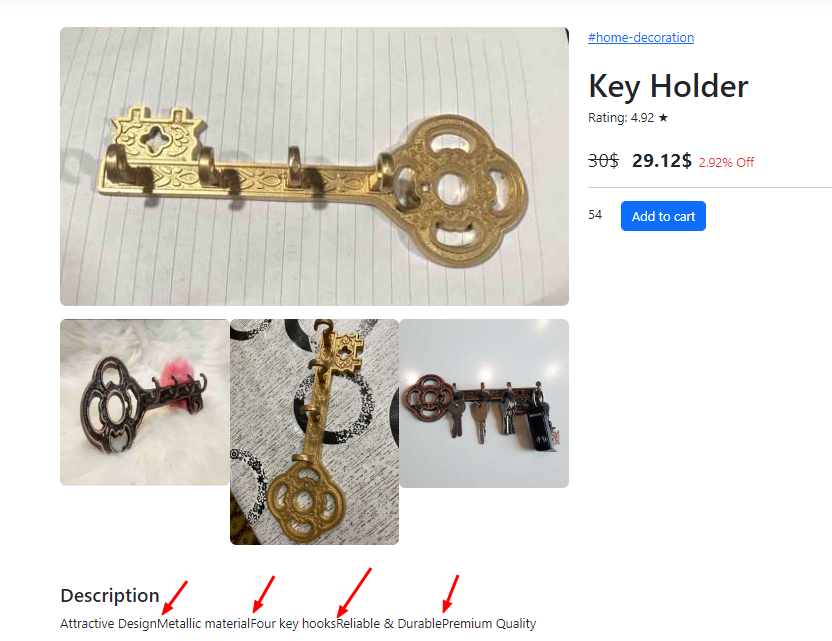 #home-decoration
Key Holder
Rating: 4.92 ★
30$ 29.12$ 2.92% Off
54 Add to cart
Description
Attractive DesignMetallic materialFour key hooksReliable & DurablePremium Quality